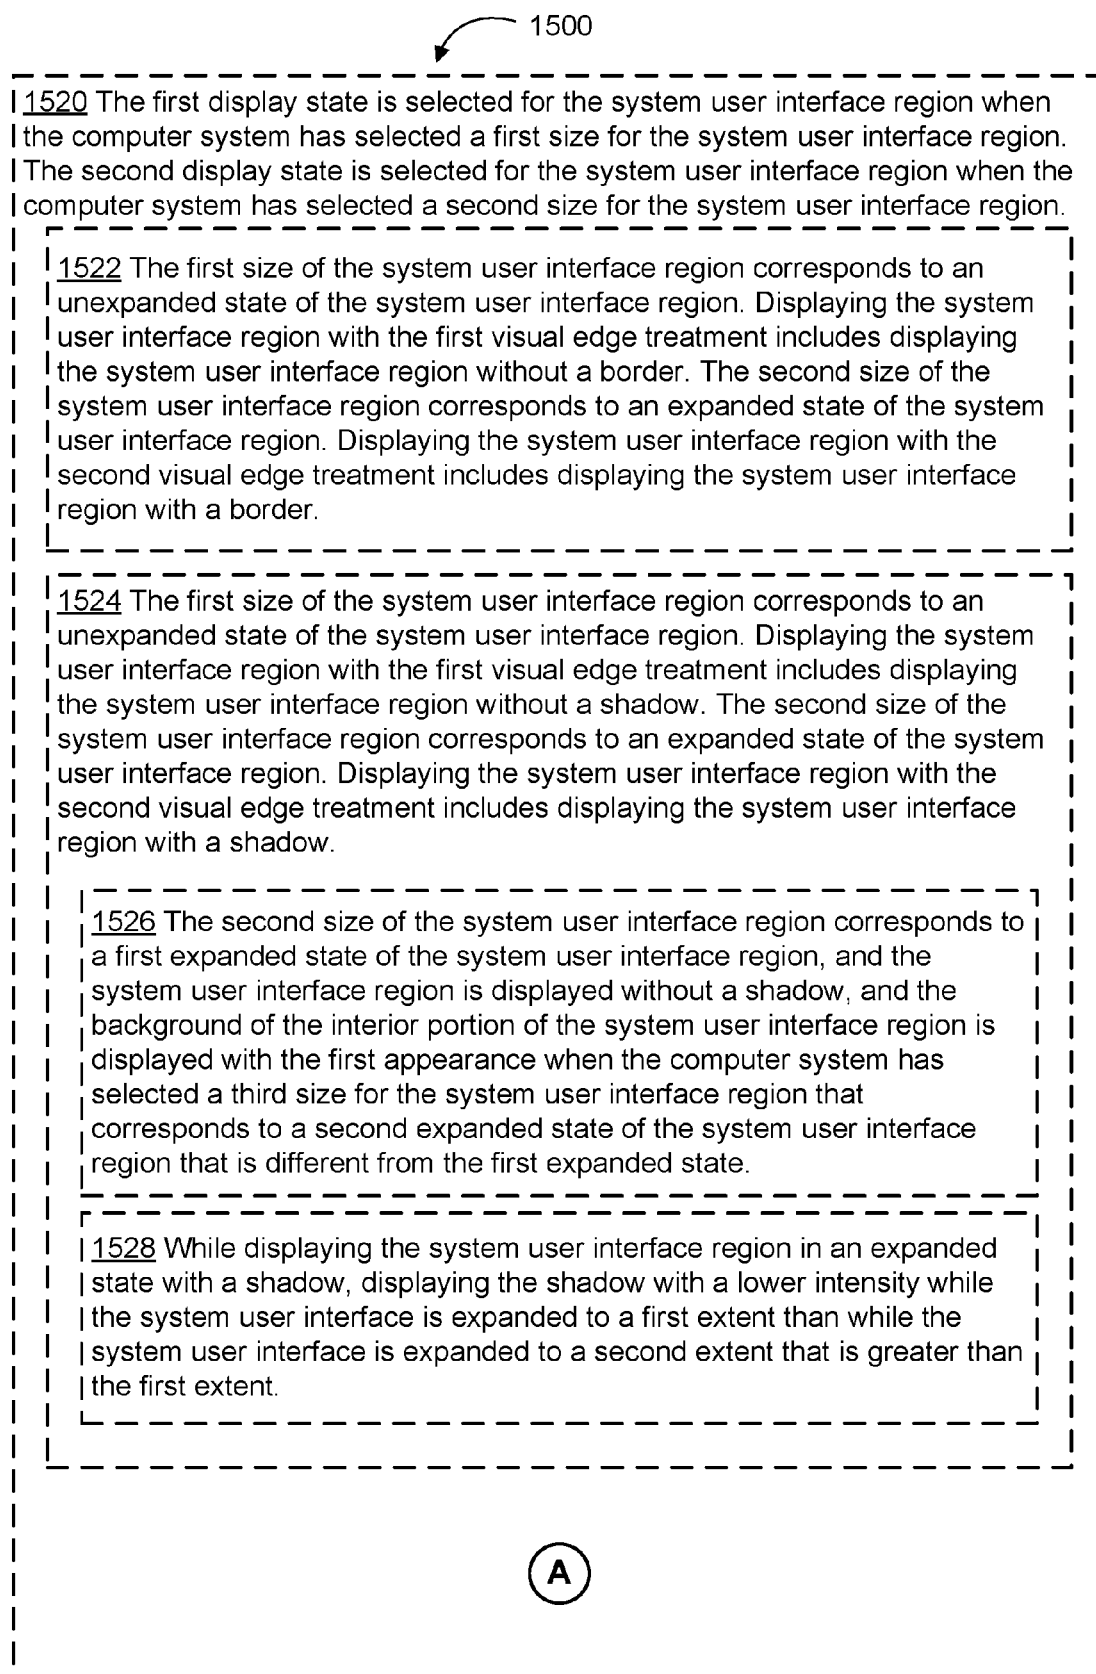 1500
1520 The first display state is selected for the system user interface region when
the computer system has selected a first size for the system user interface region.
The second display state is selected for the system user interface region when the
computer system has selected a second size for the system user interface region.
1522 The first size of the system user interface region corresponds to an
unexpanded state of the system user interface region. Displaying the system
user interface region with the first visual edge treatment includes displaying
the system user interface region without a border. The second size of the
system user interface region corresponds to an expanded state of the system
user interface region. Displaying the system user interface region with the
second visual edge treatment includes displaying the system user interface
region with a border.
1524 The first size of the system user interface region corresponds to an
unexpanded state of the system user interface region. Displaying the system
user interface region with the first visual edge treatment includes displaying
the system user interface region without a shadow. The second size of the
system user interface region corresponds to an expanded state of the system
user interface region. Displaying the system user interface region with the
second visual edge treatment includes displaying the system user interface
region with a shadow.
1526 The second size of the system user interface region corresponds to
a first expanded state of the system user interface region, and the
system user interface region is displayed without a shadow, and the
background of the interior portion of the system user interface region is
displayed with the first appearance when the computer system has
selected a third size for the system user interface region that
corresponds to a second expanded state of the system user interface
region that is different from the first expanded state.
1528 While displaying the system user interface region in an expanded
state with a shadow, displaying the shadow with a lower intensity while
the system user interface is expanded to a first extent than while the
system user interface is expanded to a second extent that is greater than
the first extent.
A